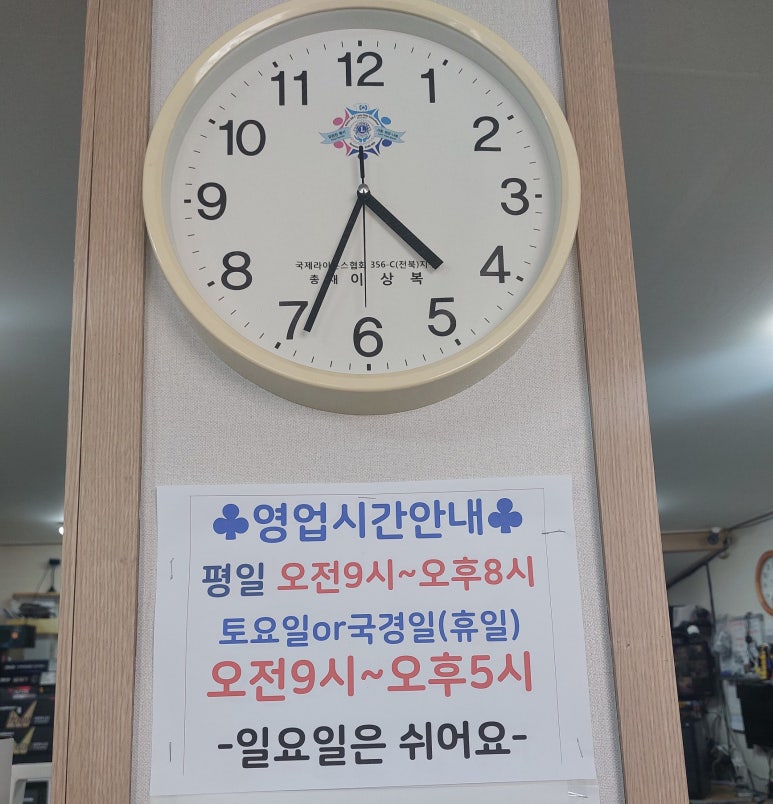 12
11 1
10 2
9 3
8 4
7 5
6
국제라이 스협회 356-C(전북)지
총재 이 상 복
♣영업시간안내♣
평일 오전9시~오후8시
토요일or국경일(휴일)
오전9시~오후5시
-일요일은 쉬어요-